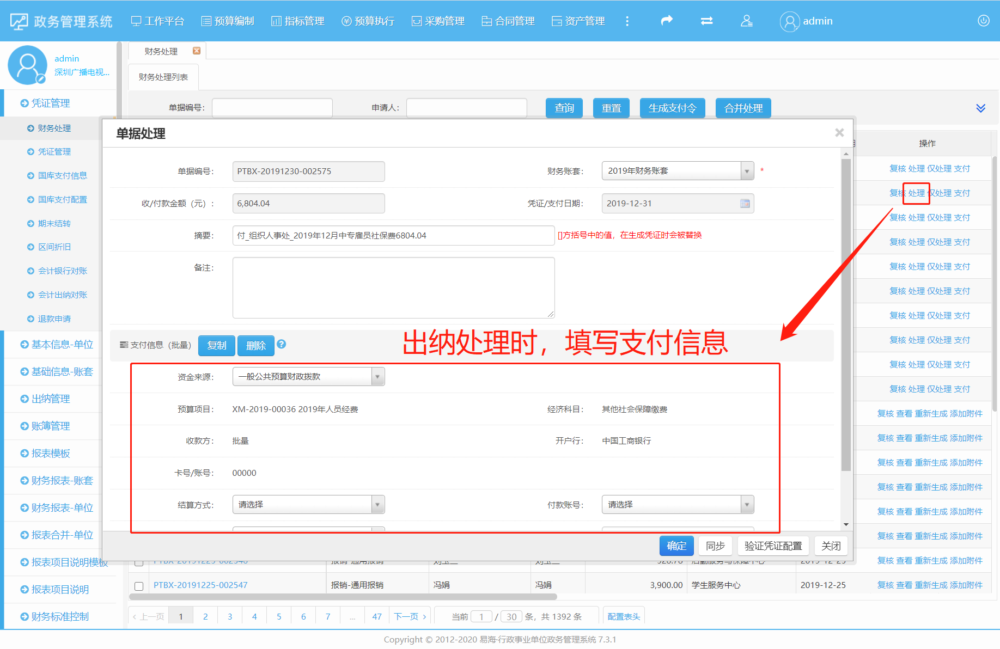 政务管理系统 工作平台 预算编制 指标管理 预算执行 采购管理 合同管理 资产管理 admin
admin
深圳广播电视...
财务处理
财务处理列表
单据编号: 申请人: 查询 重置 生成支付令 合并处理
凭证管理
财务处理
凭证管理
国库支付信息
国库支付配置
期末结转
区间折旧
会计银行对账
会计出纳对账
退款申请
基本信息-单位
基础信息-账套
出纳管理
账簿管理
报表模板
财务报表-账套
财务报表-单位
报表合并-单位
报表项目说明模板
报表项目说明
财务标准控制
单据处理
单据编号: PTBX-20191230-002575 财务账套: 2019年财务账套 *
收/付款金额（元）: 6,804.04 凭证/支付日期: 2019-12-31
摘要: 付_组织人事处_2019年12月中专雇员社保费6804.04 []方括号中的值，在生成凭证时会被替换
备注:
支付信息（批量） 复制 删除 ?
出纳处理时，填写支付信息
资金来源: 一般公共预算财政拨款
预算项目: XM-2019-00036 2019年人员经费 经济科目: 其他社会保障缴费
收款方: 批量 开户行: 中国工商银行
卡号/账号: 00000
结算方式: 请选择 付款账号: 请选择
确定 同步 验证凭证配置 关闭
操作
复核 处理 仅处理 支付
复核 处理 仅处理 支付
复核 处理 仅处理 支付
复核 处理 仅处理 支付
复核 处理 仅处理 支付
复核 处理 仅处理 支付
复核 处理 仅处理 支付
复核 处理 仅处理 支付
复核 处理 仅处理 支付
复核 处理 仅处理 支付
复核 查看 重新生成 添加附件
复核 查看 重新生成 添加附件
复核 查看 重新生成 添加附件
复核 查看 重新生成 添加附件
复核 查看 重新生成 添加附件
复核 查看 重新生成 添加附件
复核 查看 重新生成 添加附件
PTBX-20191225-002547 报销-通用报销 冯娟 冯娟 3,900.00 学生服务中心 2019-12-25 复核 查看 重新生成 添加附件
上一页 1 2 3 4 5 6 7 ... 47 下一页 当前 1 / 30 条，共 1392 条 配置表头
Copyright © 2012-2020 易海·行政事业单位政务管理系统 7.3.1